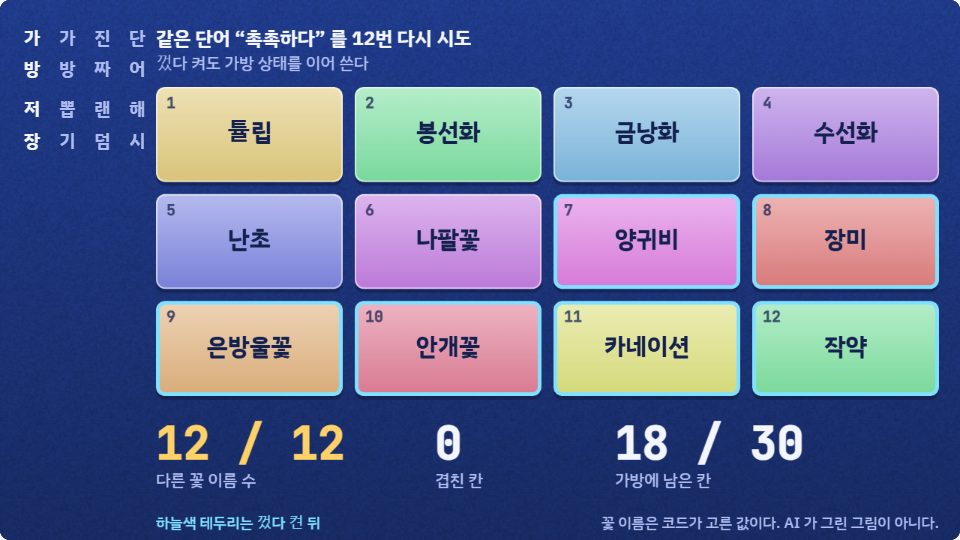 가방 저장
가방 뽑기
진짜 랜덤
단어 해시
같은 단어 “촉촉하다” 를 12번 다시 시도
껐다 켜도 가방 상태를 이어 쓴다
1
튤립
2
봉선화
3
금낭화
4
수선화
5
난초
6
나팔꽃
7
양귀비
8
장미
9
은방울꽃
10
안개꽃
11
카네이션
12
작약
12 / 12
다른 꽃 이름 수
0
겹친 칸
18 / 30
가방에 남은 칸
하늘색 테두리는 껐다 켠 뒤
꽃 이름은 코드가 고른 값이다. AI 가 그린 그림이 아니다.